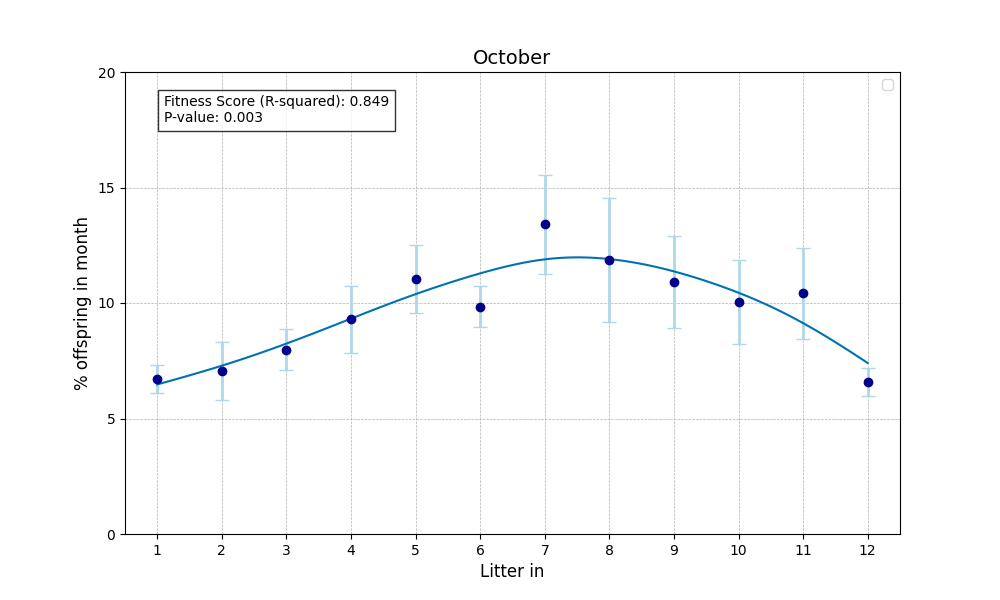 October
Fitness Score (R-squared): 0.849
P-value: 0.003
% offspring in month
20
15
10
5
0
1 2 3 4 5 6 7 8 9 10 11 12
Litter in